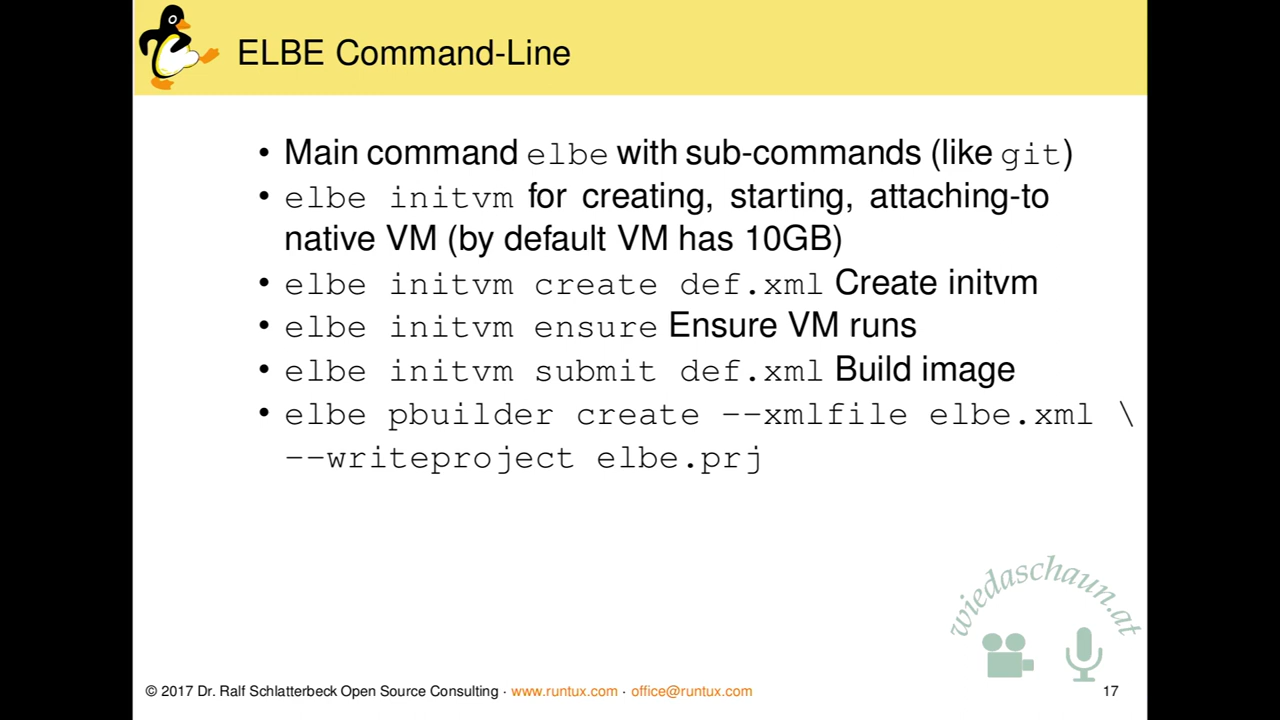 ELBE Command-Line
• Main command elbe with sub-commands (like git)
• elbe initvm for creating, starting, attaching-to
native VM (by default VM has 10GB)
• elbe initvm create def.xml Create initvm
• elbe initvm ensure Ensure VM runs
• elbe initvm submit def.xml Build image
• elbe pbuilder create --xmlfile elbe.xml \
--writeproject elbe.prj
wiedaschaun.at
© 2017 Dr. Ralf Schlatterbeck Open Source Consulting · www.runtux.com · office@runtux.com 17